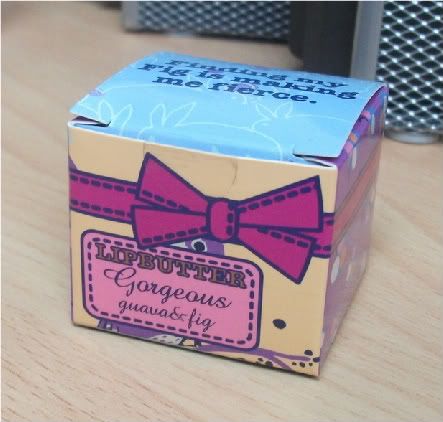 Finding my
Fig is making
me fierce.
LIPBUTTER
Gorgeous
guava&fig